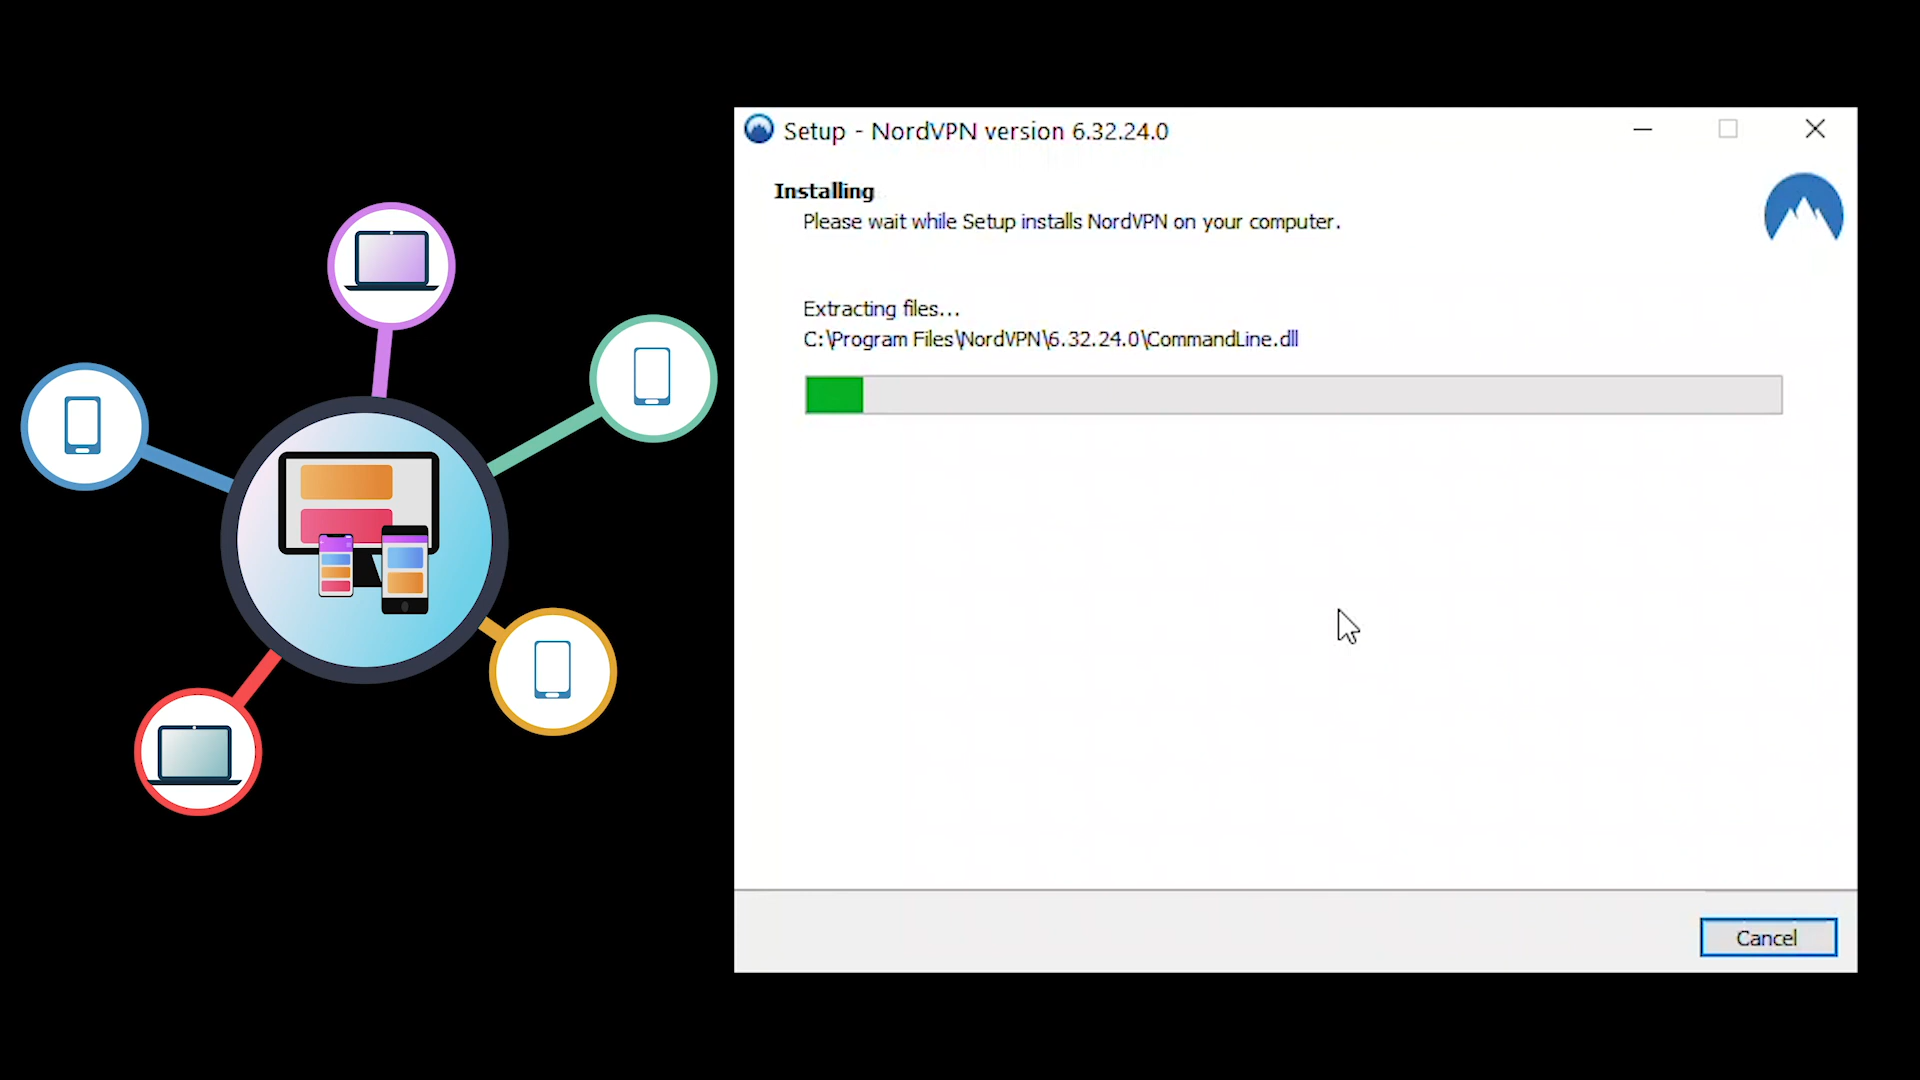 Setup - NordVPN version 6.32.24.0
Installing
Please wait while Setup installs NordVPN on your computer.
Extracting files...
C:\Program Files\NordVPN\6.32.24.0\CommandLine.dll
Cancel